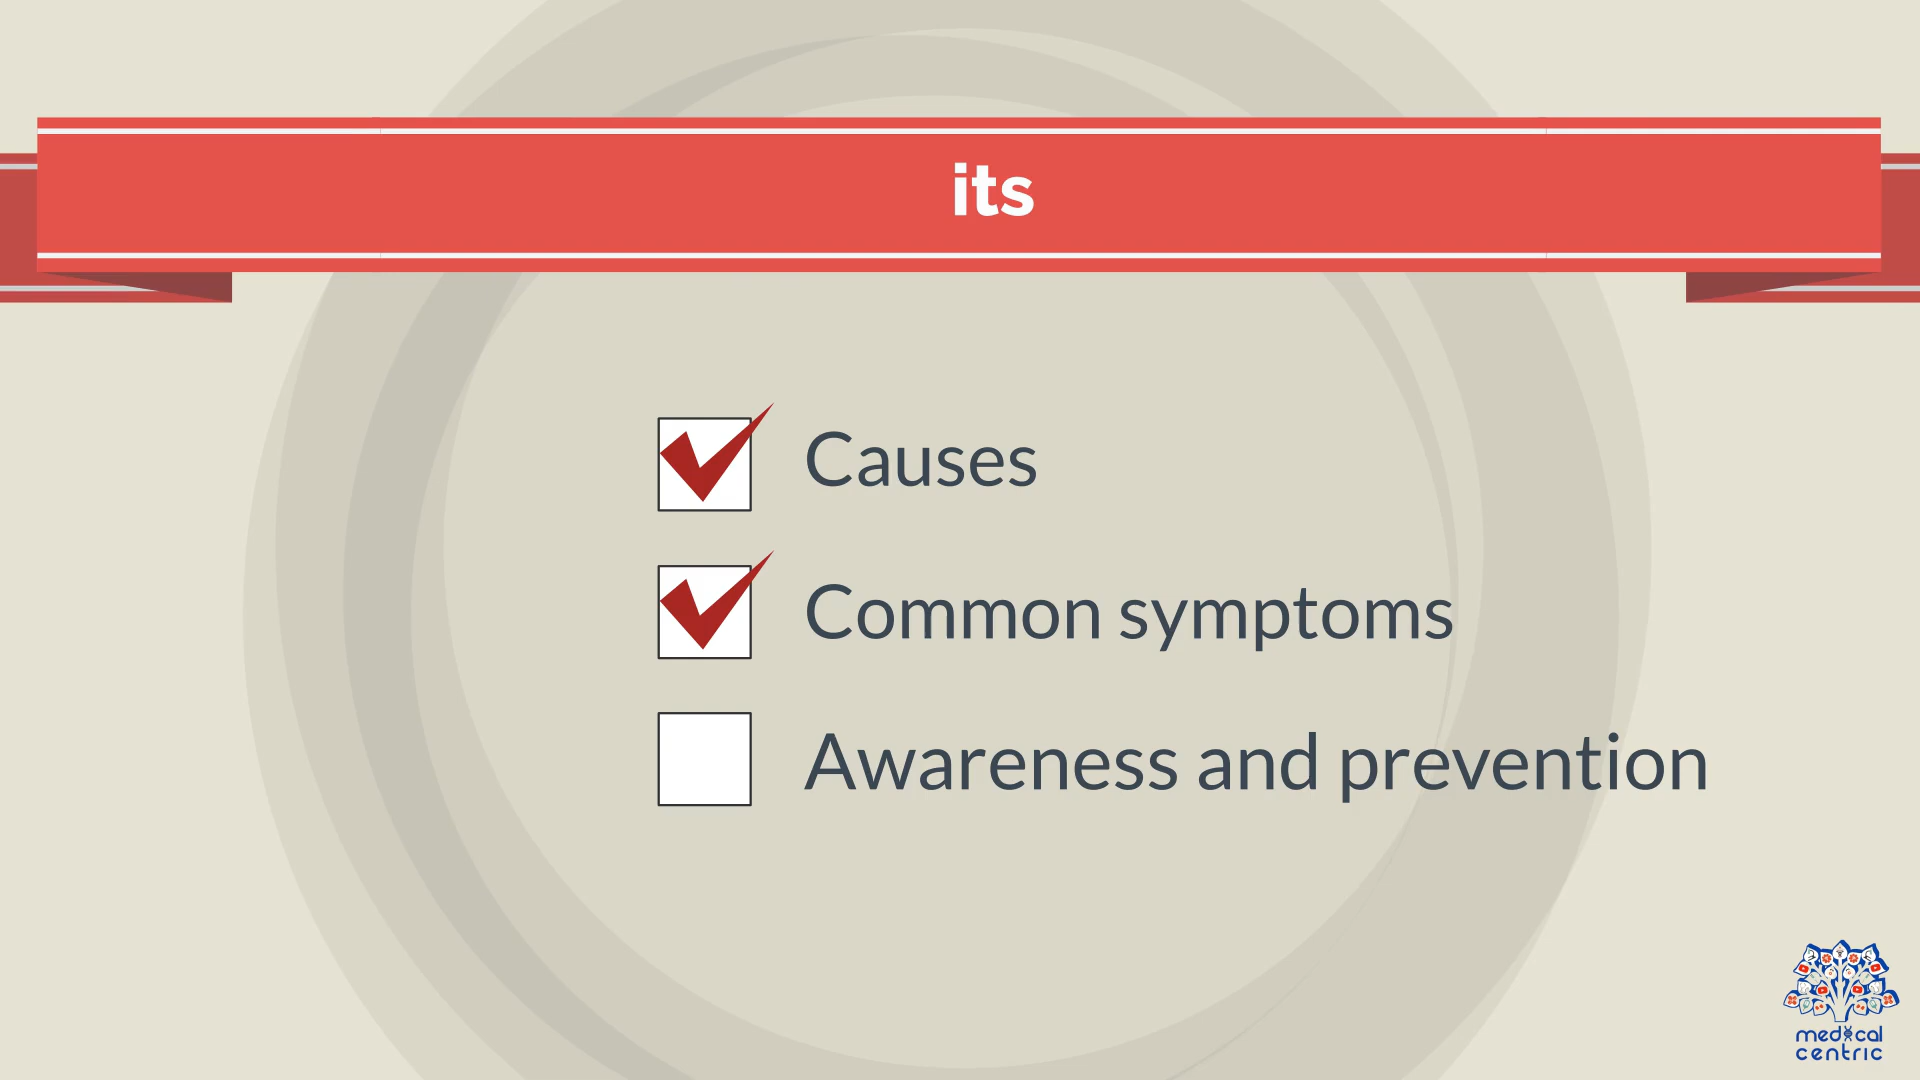 its
Causes
Common symptoms
Awareness and prevention
medical
centric